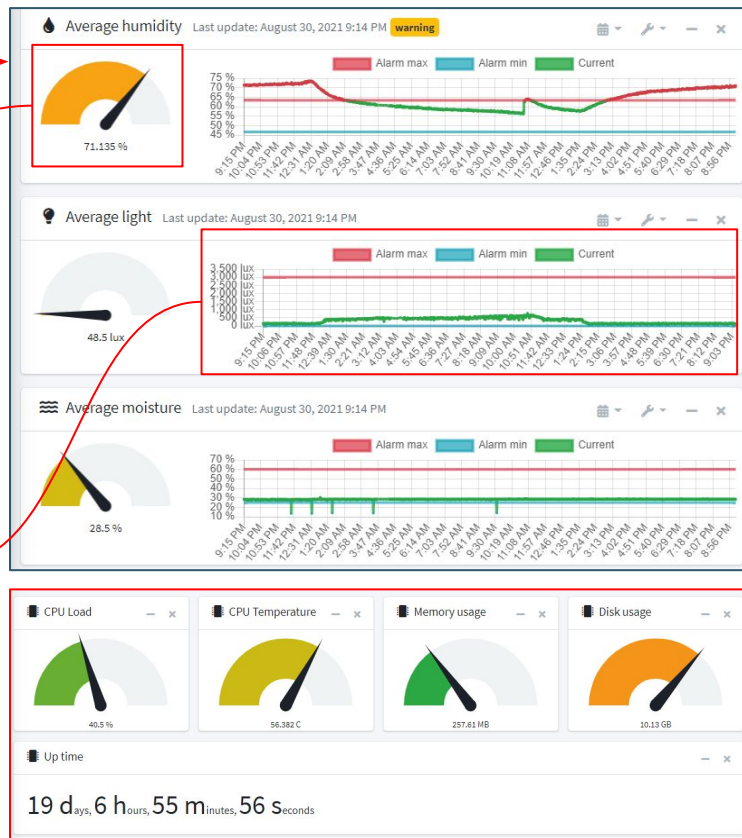 Average humidity Last update: August 30, 2021 9:14 PM warning
Alarm max Alarm min Current
75 %
70 %
65 %
60 %
55 %
50 %
45 %
71.135 %
9:15 PM 10:04 PM 10:53 PM 11:42 PM 12:31 AM 1:20 AM 2:09 AM 2:58 AM 3:47 AM 4:36 AM 5:25 AM 6:14 AM 7:03 AM 7:52 AM 8:41 AM 9:30 AM 10:19 AM 11:08 AM 11:57 AM 12:46 PM 1:35 PM 2:24 PM 3:13 PM 4:02 PM 4:51 PM 5:40 PM 6:29 PM 7:18 PM 8:07 PM 8:56 PM
Average light Last update: August 30, 2021 9:14 PM
Alarm max Alarm min Current
3,500 lux
3,000 lux
2,500 lux
2,000 lux
1,500 lux
1,000 lux
500 lux
0 lux
48.5 lux
9:15 PM 10:06 PM 10:57 PM 11:48 PM 12:39 AM 1:30 AM 2:21 AM 3:12 AM 4:03 AM 4:54 AM 5:45 AM 6:36 AM 7:27 AM 8:18 AM 9:09 AM 10:00 AM 10:51 AM 11:42 AM 12:33 PM 1:24 PM 2:15 PM 3:06 PM 3:57 PM 4:48 PM 5:39 PM 6:30 PM 7:21 PM 8:12 PM 9:03 PM
Average moisture Last update: August 30, 2021 9:14 PM
Alarm max Alarm min Current
70 %
60 %
50 %
40 %
30 %
20 %
10 %
28.5 %
9:15 PM 10:04 PM 10:53 PM 11:42 PM 12:31 AM 1:20 AM 2:09 AM 2:58 AM 3:47 AM 4:36 AM 5:25 AM 6:14 AM 7:03 AM 7:52 AM 8:41 AM 9:30 AM 10:19 AM 11:08 AM 11:57 AM 12:46 PM 1:35 PM 2:24 PM 3:13 PM 4:02 PM 4:51 PM 5:40 PM 6:29 PM 7:18 PM 8:07 PM 8:56 PM
CPU Load CPU Temperature Memory usage Disk usage
40.5 % 56.382 C 257.61 MB 10.13 GB
Up time
19 days, 6 hours, 55 minutes, 56 Seconds